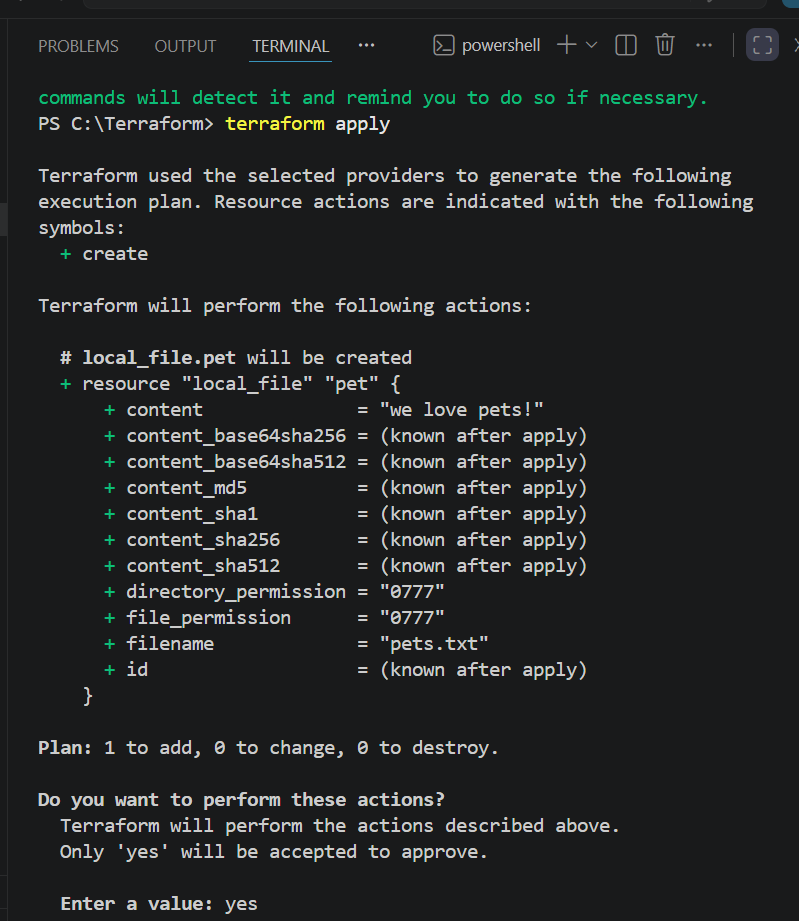 PROBLEMS OUTPUT TERMINAL ... powershell
commands will detect it and remind you to do so if necessary.
PS C:\Terraform> terraform apply
Terraform used the selected providers to generate the following
execution plan. Resource actions are indicated with the following
symbols:
+ create
Terraform will perform the following actions:
# local_file.pet will be created
+ resource "local_file" "pet" {
+ content = "we love pets!"
+ content_base64sha256 = (known after apply)
+ content_base64sha512 = (known after apply)
+ content_md5 = (known after apply)
+ content_sha1 = (known after apply)
+ content_sha256 = (known after apply)
+ content_sha512 = (known after apply)
+ directory_permission = "0777"
+ file_permission = "0777"
+ filename = "pets.txt"
+ id = (known after apply)
}
Plan: 1 to add, 0 to change, 0 to destroy.
Do you want to perform these actions?
Terraform will perform the actions described above.
Only 'yes' will be accepted to approve.
Enter a value: yes